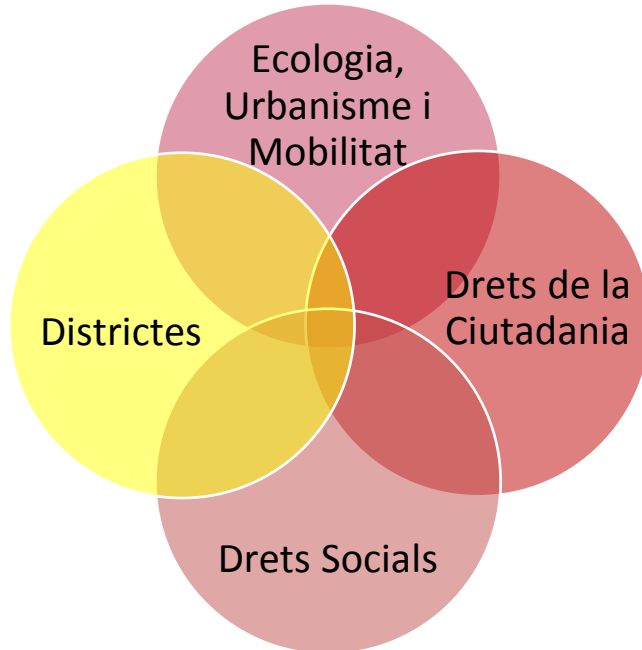 Ecologia,
Urbanisme i
Mobilitat
Drets de la
Ciutadania
Districtes
Drets Socials